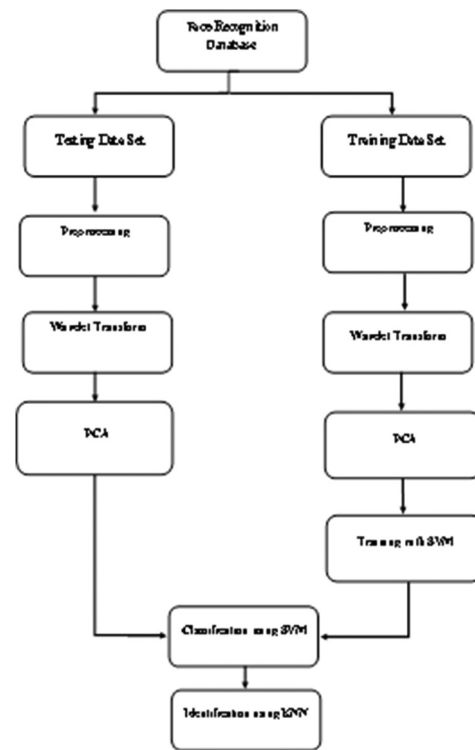 Face Recognition
Database
Testing Data Set
Training Data Set
Preprocessing
Preprocessing
Wavelet Transform
Wavelet Transform
PCA
PCA
Training with SVM
Classification using SVM
Identification using KNN